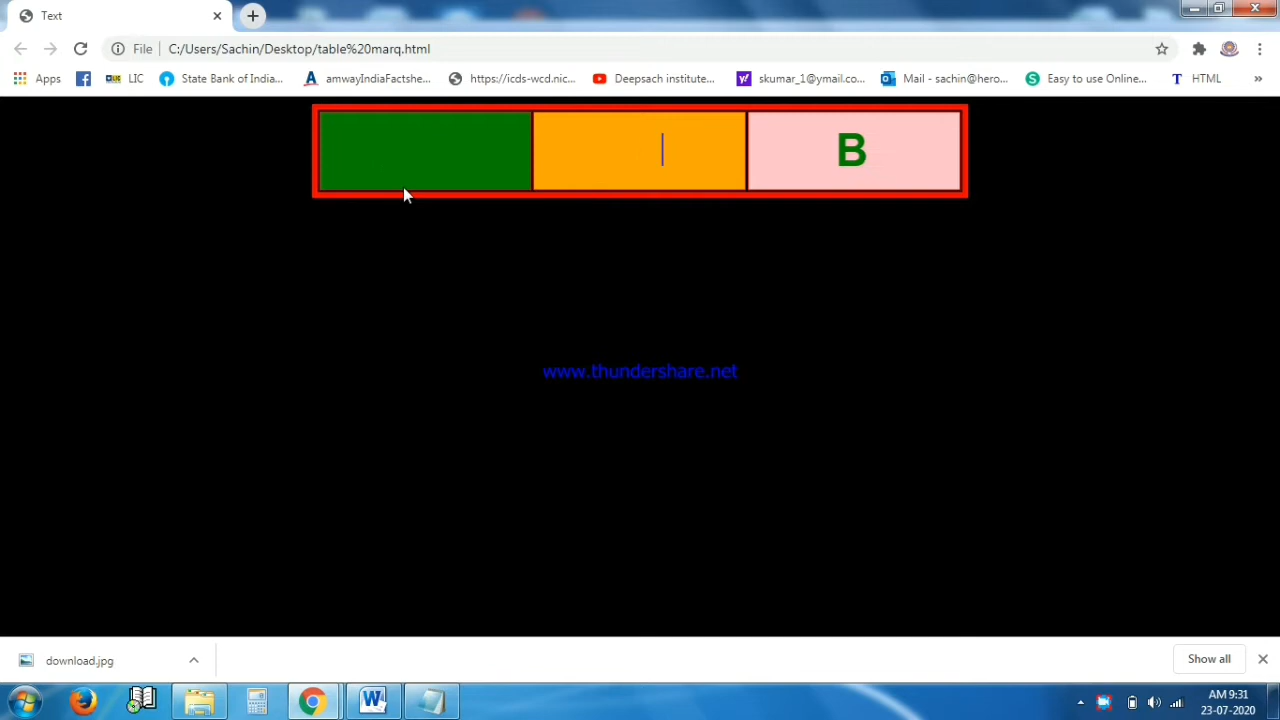 Text
File
C:/Users/Sachin/Desktop/table%20marq.html
Apps
LIC
LIC
State Bank of India...
A
amwayIndiaFactshe...
https://icds-wcd.nic...
Deepsach institute...
y!
skumar_1@ymail.co...
Mail - sachin@hero...
S
Easy to use Online...
T
HTML
»
B
www.thundershare.net
download.jpg
Show all
W
AM 9:31
23-07-2020